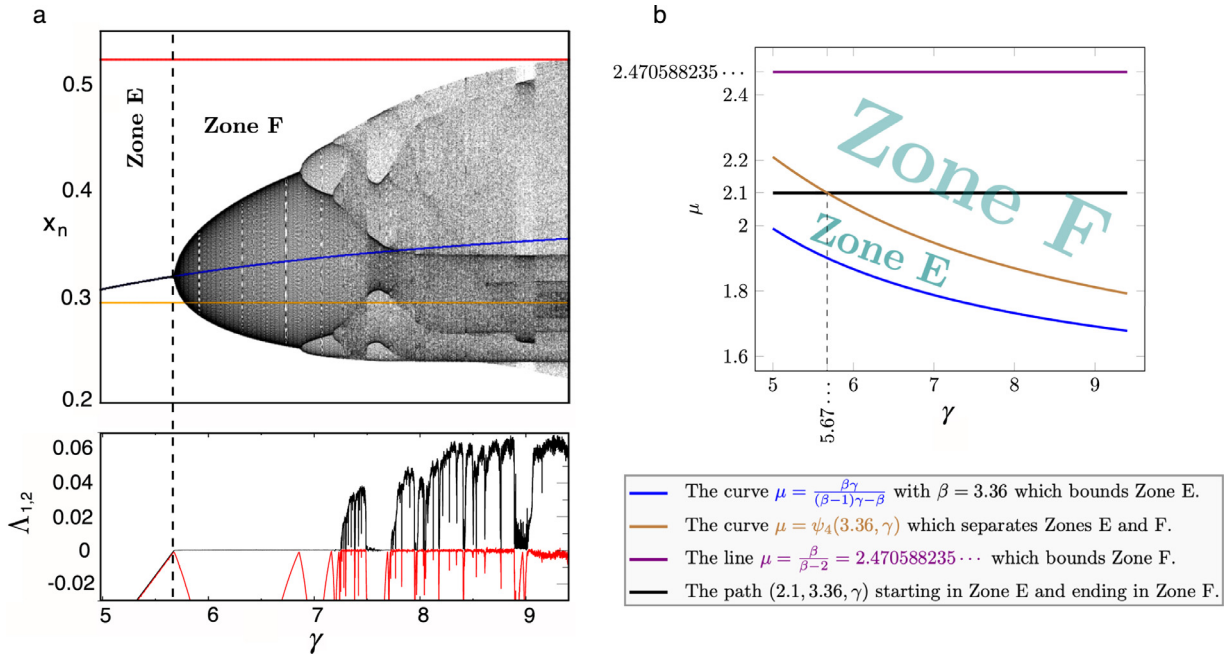 a
0.5
0.4
x_n
0.3
0.2
Zone E
Zone F
0.06
0.04
0.02
0
-0.02
Λ_{1,2}
5 6 7 8 9
γ
b
2.470588235···
2.4
2.2
2.1
2
1.8
1.6
μ
Zone F
Zone E
5 6 7 8 9
5.67···
γ
The curve μ = \frac{βγ}{(β−1)γ−β} with β = 3.36 which bounds Zone E.
The curve μ = ψ_4(3.36, γ) which separates Zones E and F.
The line μ = \frac{β}{β−2} = 2.470588235··· which bounds Zone F.
The path (2.1, 3.36, γ) starting in Zone E and ending in Zone F.